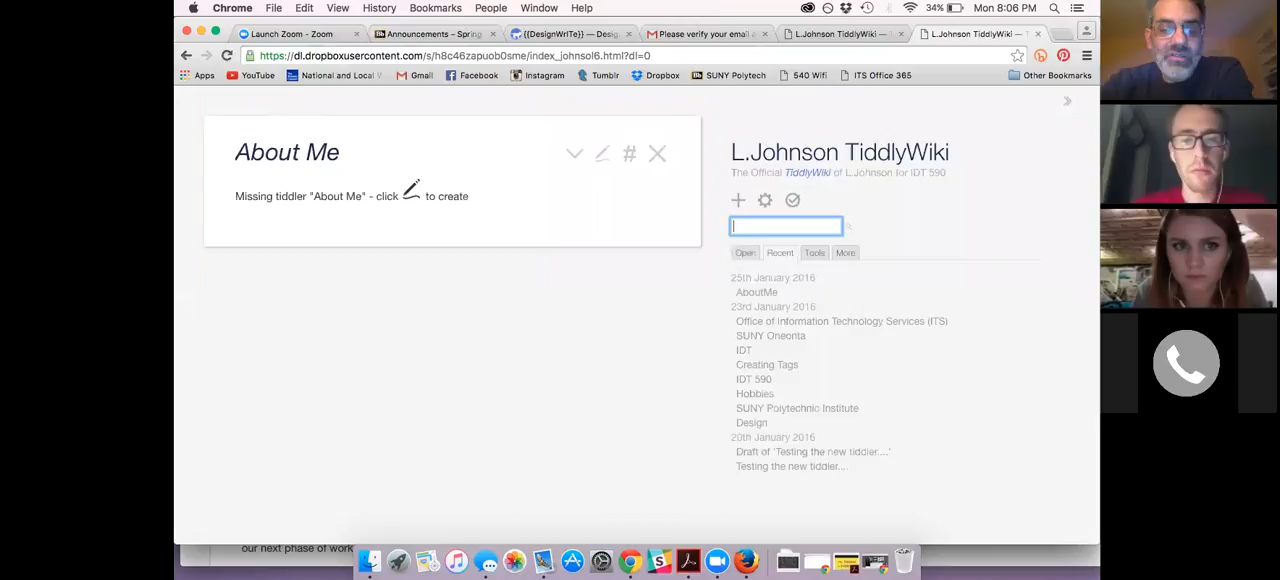 Chrome File Edit View History Bookmarks People Window Help 34% Mon 8:06 PM
Launch Zoom - Zoom × Announcements – Spring × {{DesignWriTe} – Desig × Please verify your email × L.Johnson TiddlyWiki — × L.Johnson TiddlyWiki — ×
https://dl.dropboxusercontent.com/s/h8c46zapuob0sme/index_johnsol6.html?dl=0
Apps YouTube National and Local Gmail Facebook Instagram Tumblr Dropbox SUNY Polytech 540 Wifi ITS Office 365 Other Bookmarks
About Me
Missing tiddler "About Me" - click to create
L.Johnson TiddlyWiki
The Official TiddlyWiki of L.Johnson for IDT 590
Open Recent Tools More
25th January 2016
AboutMe
23rd January 2016
Office of Information Technology Services (ITS)
SUNY Oneonta
IDT
Creating Tags
IDT 590
Hobbies
SUNY Polytechnic Institute
Design
20th January 2016
Draft of 'Testing the new tiddler....'
Testing the new tiddler....
our next phase of work